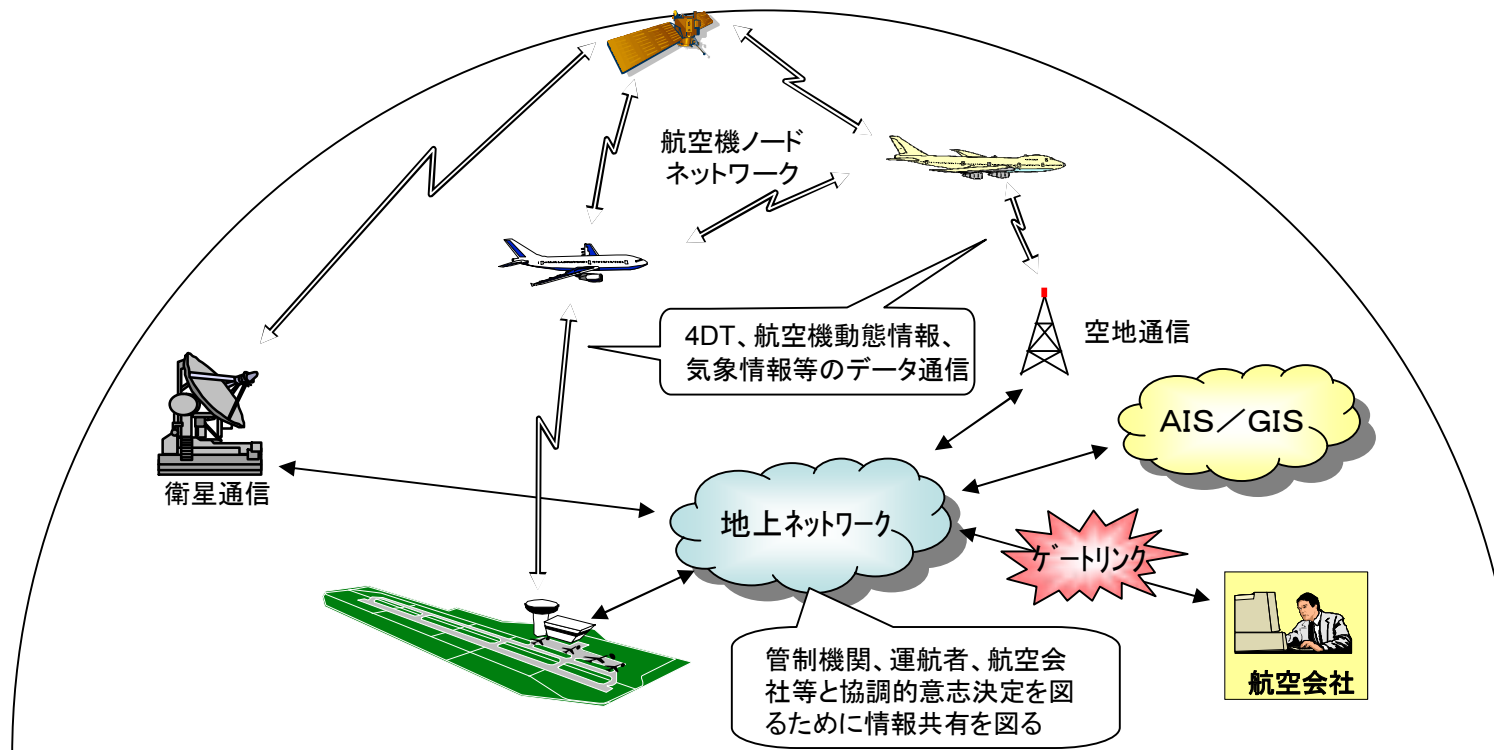 航空機ノード
ネットワーク
4DT、航空機動態情報、
気象情報等のデータ通信
空地通信
AIS／GIS
衛星通信
地上ネットワーク
ゲートリンク
管制機関、運航者、航空会
社等と協調的意志決定を図
るために情報共有を図る
航空会社